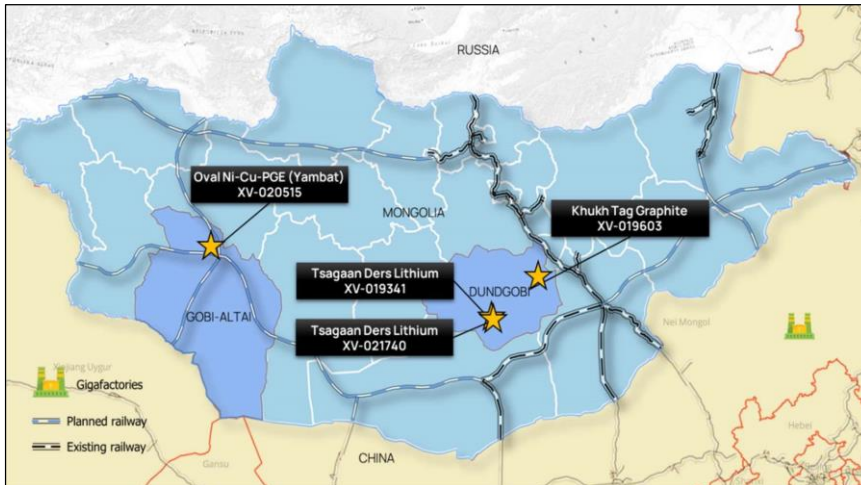 RUSSIA
Oval Ni-Cu-PGE (Yambat)
XV-020515
MONGOLIA
Khukh Tag Graphite
XV-019603
Tsagaan Ders Lithium
XV-019341
DUNDGOBI
GOBI-ALTAI
Tsagaan Ders Lithium
XV-021740
Nei Mongol
Xinjiang Uygur
Gigafactories
Planned railway
Existing railway
Hebei
CHINA
Gansu